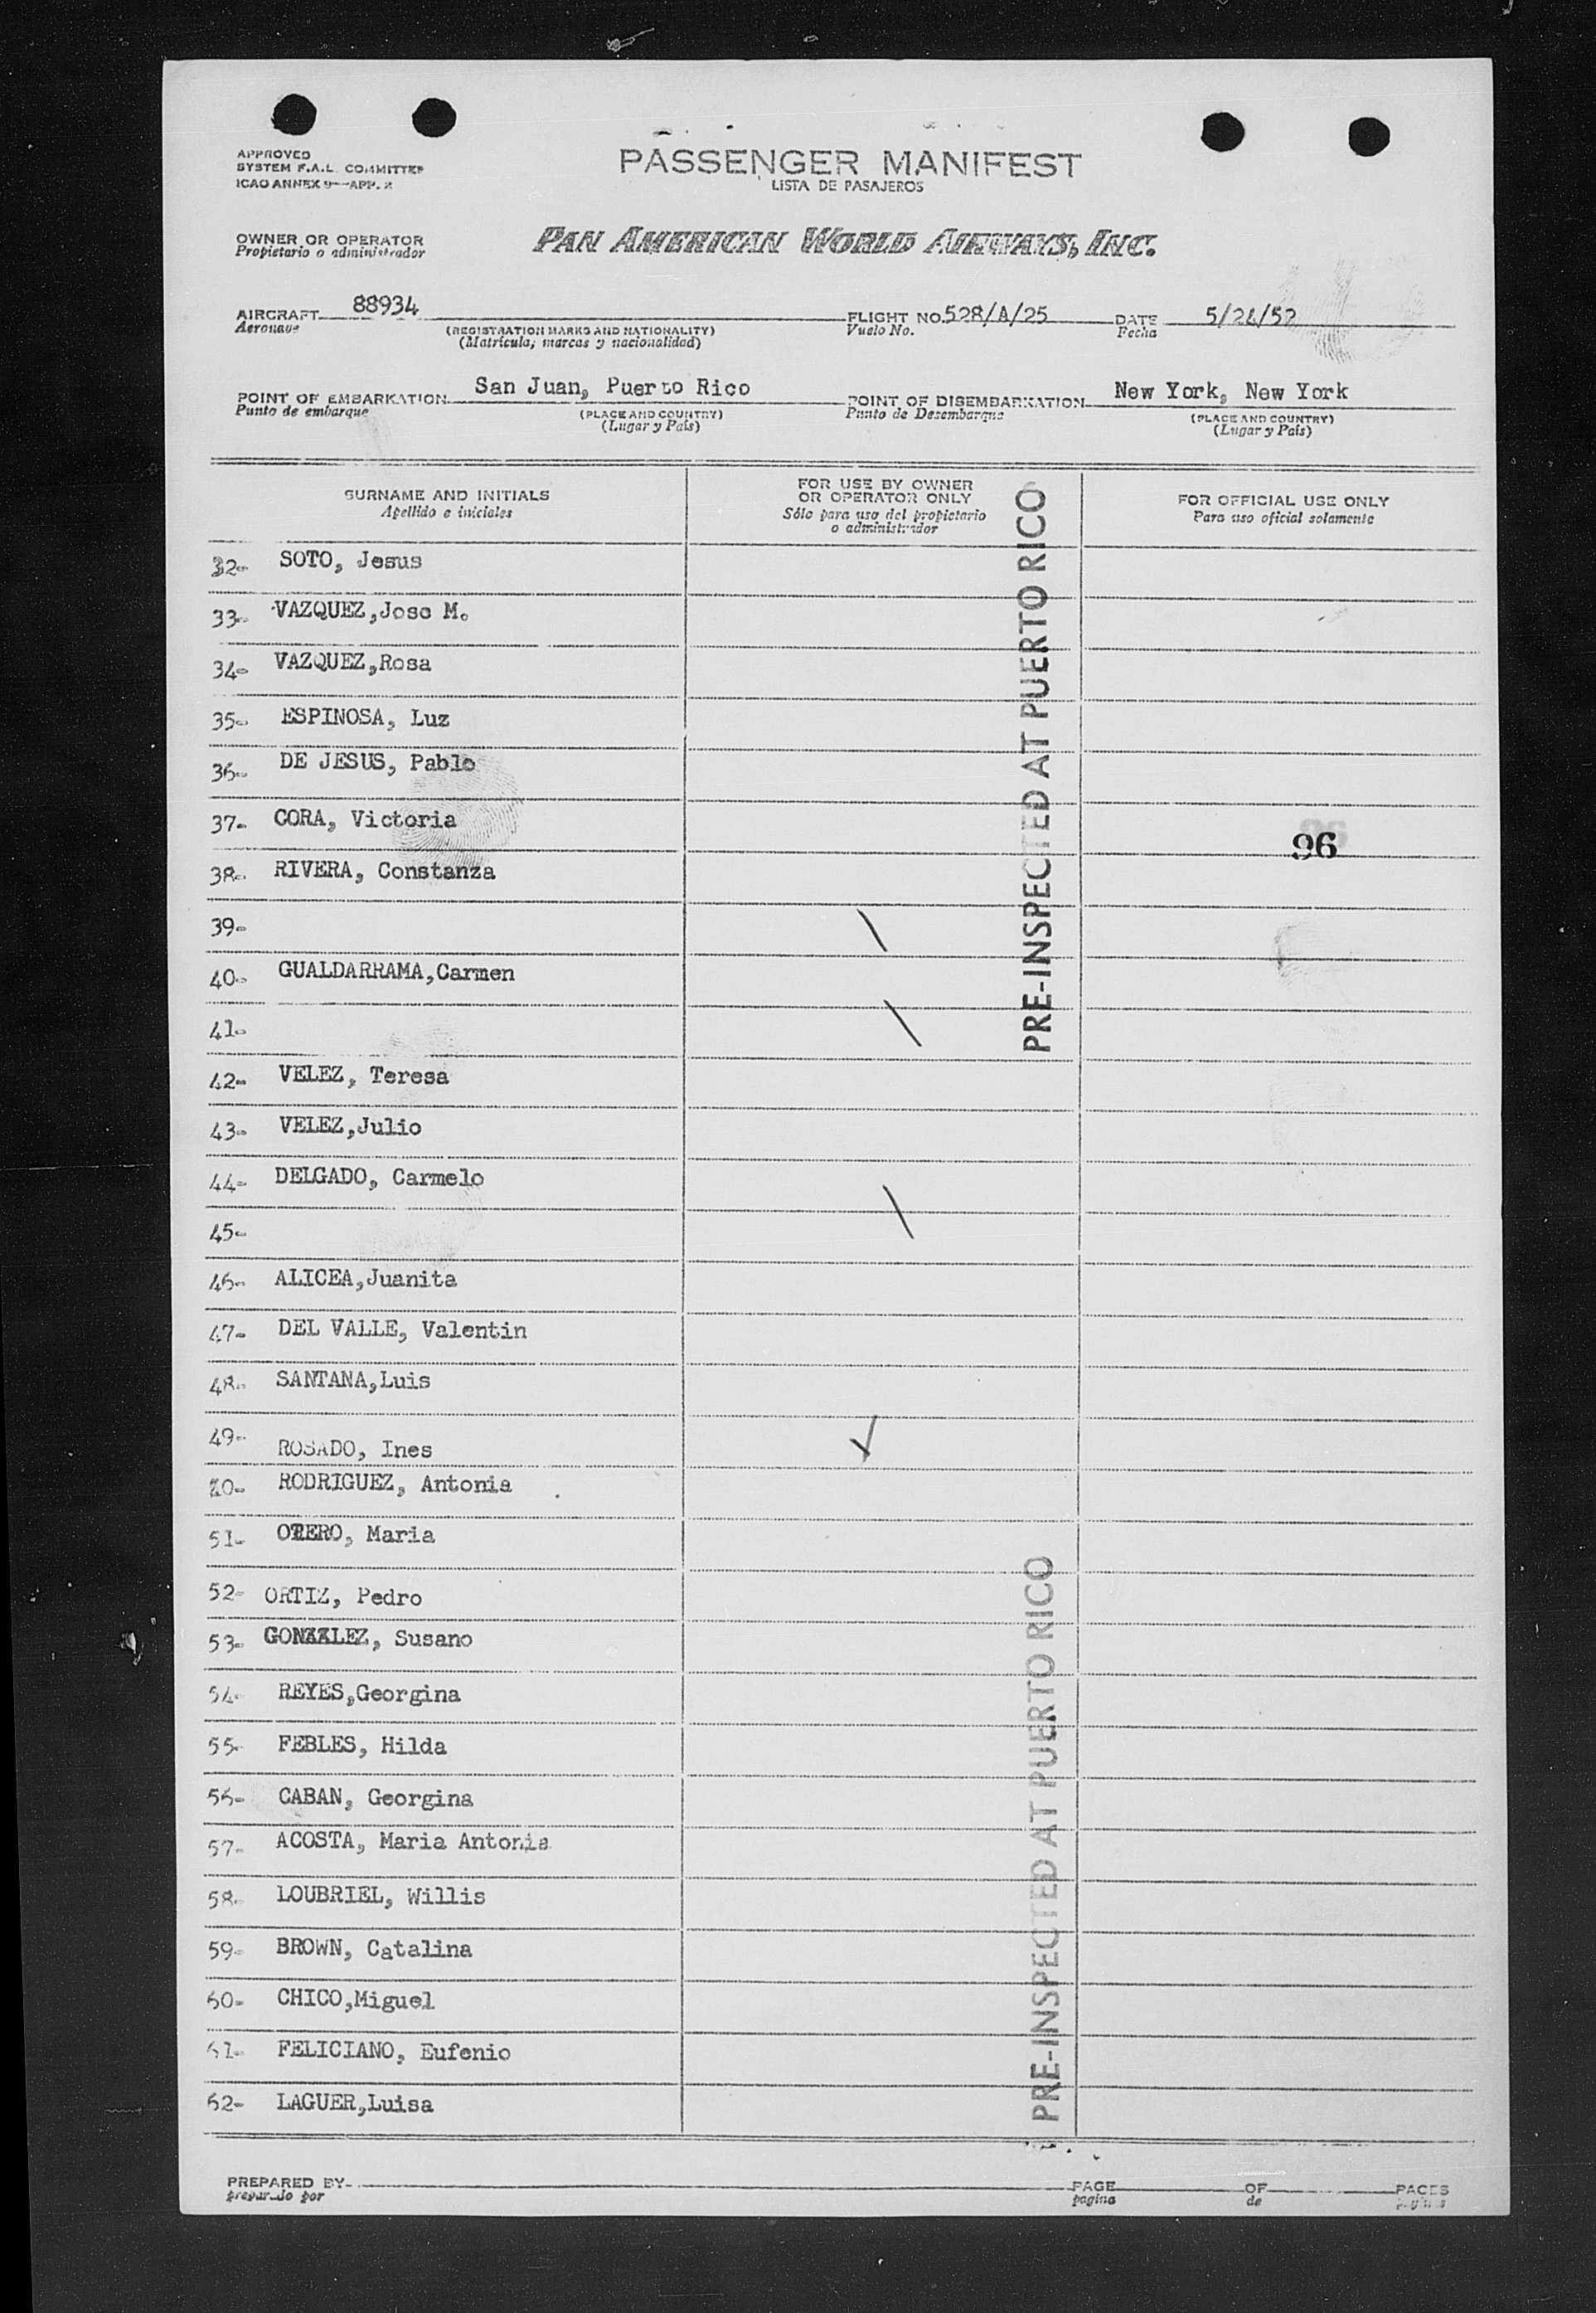 APPROVED
SYSTEM F.A.L. COMMITTEE
ICAO ANNEX 9—APP. 2
PASSENGER MANIFEST
LISTA DE PASAJEROS
OWNER OR OPERATOR
Propietario o administrador
PAN AMERICAN WORLD AIRWAYS, INC.
AIRCRAFT 88934
Aeronave
(REGISTRATION MARKS AND NATIONALITY)
(Matrícula, marcas y nacionalidad)
FLIGHT NO. 528/A/25
Vuelo No.
DATE 5/24/52
Fecha
POINT OF EMBARKATION San Juan, Puerto Rico
Punto de embarque
(PLACE AND COUNTRY)
(Lugar y País)
POINT OF DISEMBARKATION New York, New York
Punto de Desembarque
(PLACE AND COUNTRY)
(Lugar y País)
SURNAME AND INITIALS
Apellido e iniciales
FOR USE BY OWNER
OR OPERATOR ONLY
Sólo para uso del propietario
o administrador
FOR OFFICIAL USE ONLY
Para uso oficial solamente
32- SOTO, Jesus
33- VAZQUEZ,Jose M.
34- VAZQUEZ,Rosa
35- ESPINOSA, Luz
36- DE JESUS, Pablo
37- CORA, Victoria
96
38- RIVERA, Constanza
39-
40- GUALDARRAMA,Carmen
41-
42- VELEZ, Teresa
43- VELEZ,Julio
44- DELGADO, Carmelo
45-
46- ALICEA,Juanita
47- DEL VALLE, Valentin
48- SANTANA,Luis
49- ROSADO, Ines
50- RODRIGUEZ, Antonia
51- OTERO, Maria
52- ORTIZ, Pedro
53- GONZALEZ, Susano
54- REYES,Georgina
55- FEBLES, Hilda
56- CABAN, Georgina
57- ACOSTA, Maria Antonia
58- LOUBRIEL, Willis
59- BROWN, Catalina
60- CHICO,Miguel
61- FELICIANO, Eufenio
62- LAGUER,Luisa
PRE-INSPECTED AT PUERTO RICO
PRE-INSPECTED AT PUERTO RICO
PREPARED BY
preparado por
PAGE OF PAGES
pagina de paginas